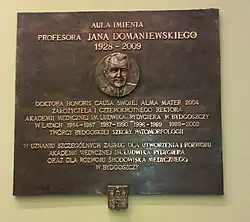 AULA IMIENIA
PROFESORA JANA DOMANIEWSKIEGO
1928 - 2009
DOKTORA HONORIS CAUSA SWOJEJ ALMA MATER 2004
ZAŁOŻYCIELA I CZTEROKROTNEGO REKTORA
AKADEMII MEDYCZNEJ IM. LUDWIKA RYDYGIERA W BYDGOSZCZY
W LATACH 1984-1987 1987-1990 1996-1999 1999-2002
TWÓRCY BYDGOSKIEJ SZKOŁY PATOMORFOLOGII
W UZNANIU SZCZEGÓLNYCH ZASŁUG DLA UTWORZENIA I ROZWOJU
AKADEMII MEDYCZNEJ IM. LUDWIKA RYDYGIERA
ORAZ DLA ROZWOJU ŚRODOWISKA MEDYCZNEGO
W BYDGOSZCZY